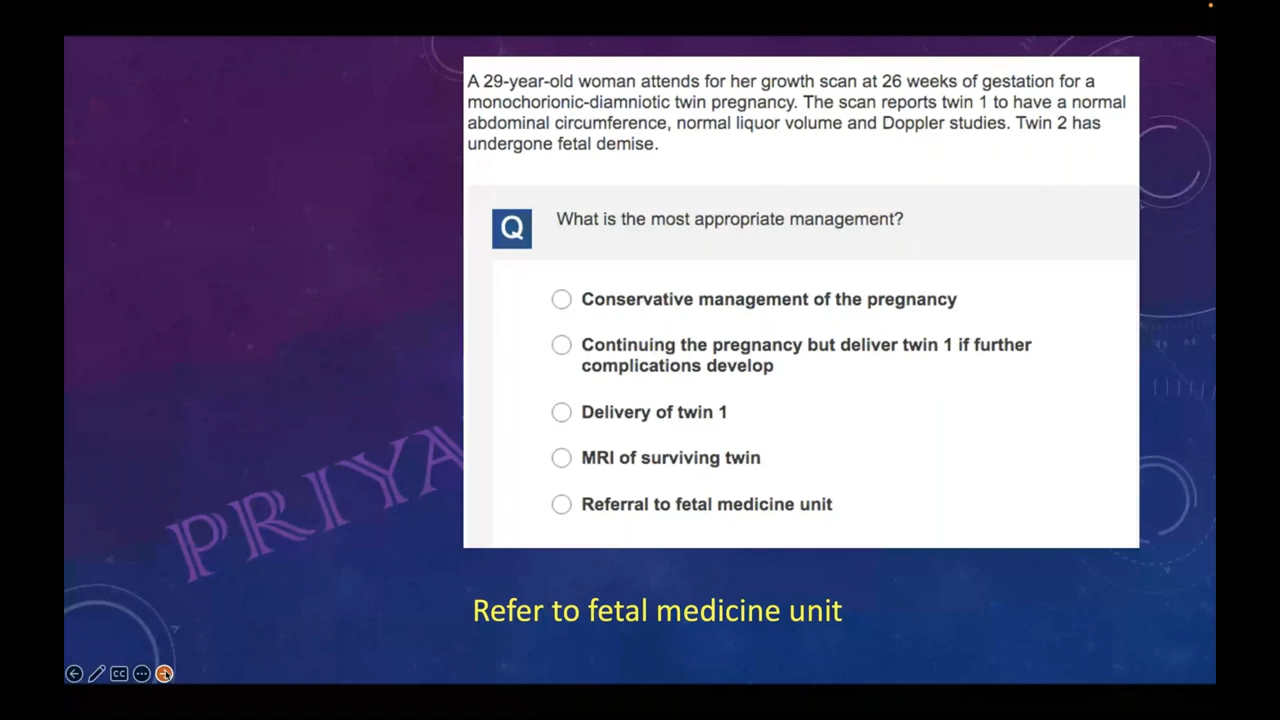 A 29-year-old woman attends for her growth scan at 26 weeks of gestation for a
monochorionic-diamniotic twin pregnancy. The scan reports twin 1 to have a normal
abdominal circumference, normal liquor volume and Doppler studies. Twin 2 has
undergone fetal demise.
Q
What is the most appropriate management?
Conservative management of the pregnancy
Continuing the pregnancy but deliver twin 1 if further
complications develop
Delivery of twin 1
MRI of surviving twin
Referral to fetal medicine unit
PRIYA
Refer to fetal medicine unit
CC